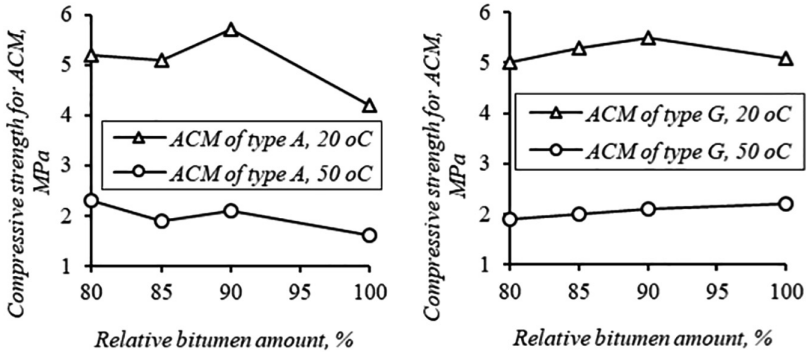 Compressive strength for ACM,
MPa
6
5
4
3
2
1
ACM of type A, 20 oC
ACM of type A, 50 oC
80 85 90 95 100
Relative bitumen amount, %
Compressive strength for ACM,
MPa
6
5
4
3
2
1
ACM of type G, 20 oC
ACM of type G, 50 oC
80 85 90 95 100
Relative bitumen amount, %